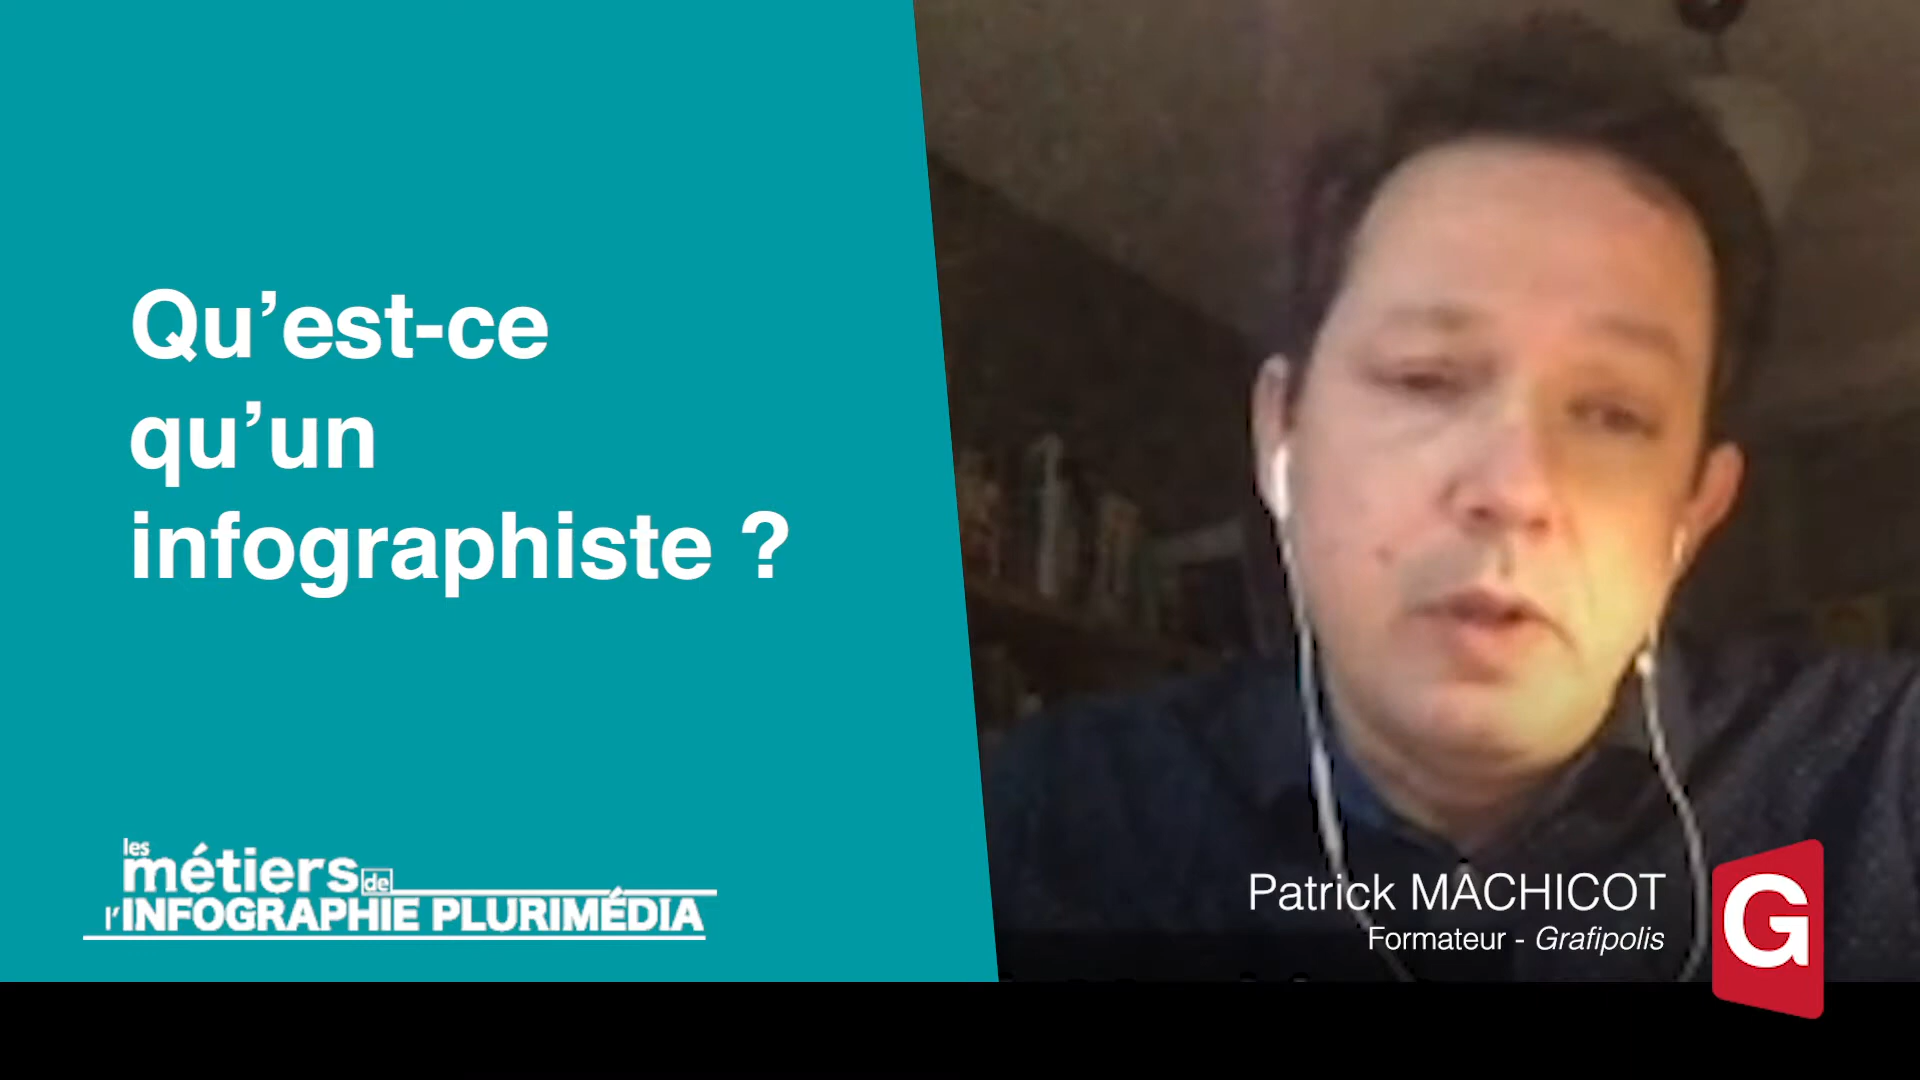 Qu’est-ce
qu’un
infographiste ?
les
métiers de
l’INFOGRAPHIE PLURIMÉDIA
Patrick MACHICOT
Formateur - Grafipolis
G